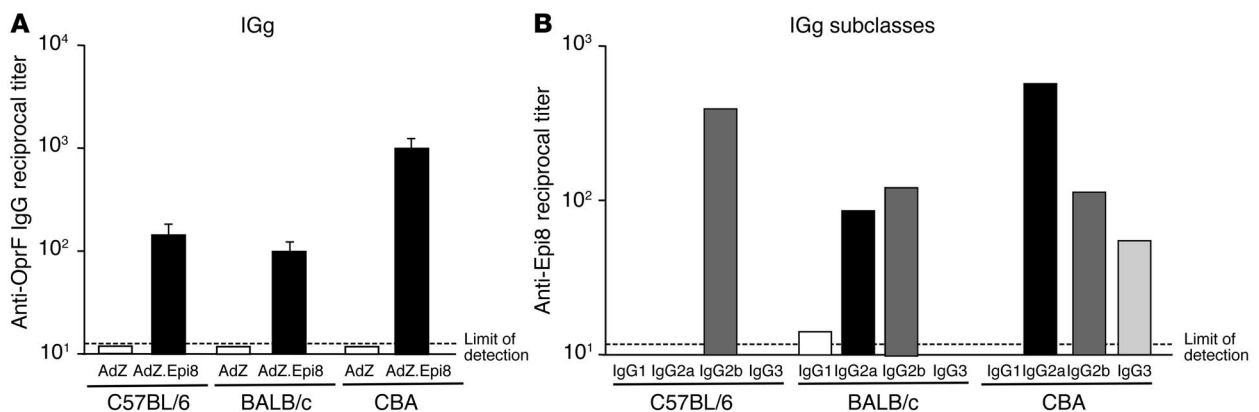 A
IGg
Anti-OprF IgG reciprocal titer
10⁴
10³
10²
10¹
Limit of
detection
AdZ AdZ.Epi8 AdZ AdZ.Epi8 AdZ AdZ.Epi8
C57BL/6 BALB/c CBA
B
IGg subclasses
Anti-Epi8 reciprocal titer
10³
10²
10¹
Limit of
detection
IgG1 IgG2a IgG2b IgG3 IgG1 IgG2a IgG2b IgG3 IgG1 IgG2a IgG2b IgG3
C57BL/6 BALB/c CBA